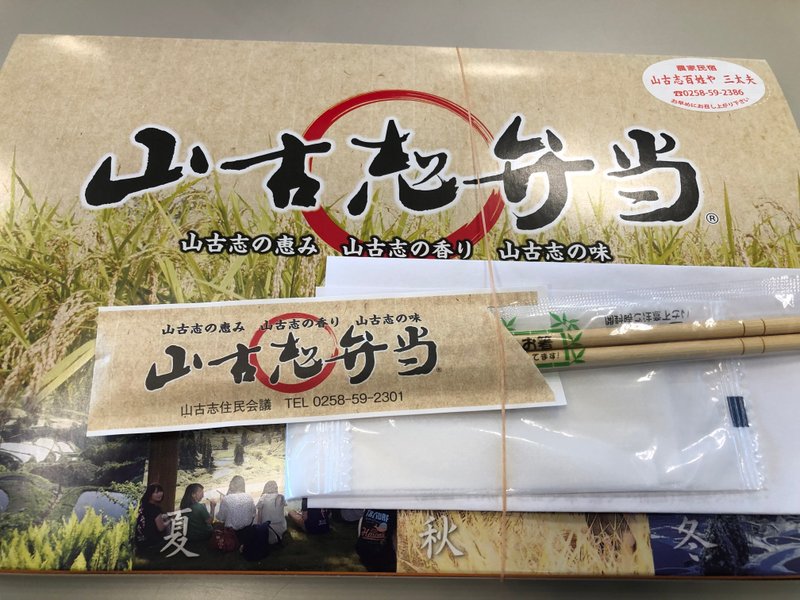 農家民宿
山古志百姓や 三太夫
☎0258-59-2386
お早めにお召し上がり下さい
山古志弁当®
山古志の恵み 山古志の香り 山古志の味
山古志の恵み 山古志の香り 山古志の味
山古志弁当®
山古志住民会議 TEL 0258-59-2301
お箸
夏
秋
冬